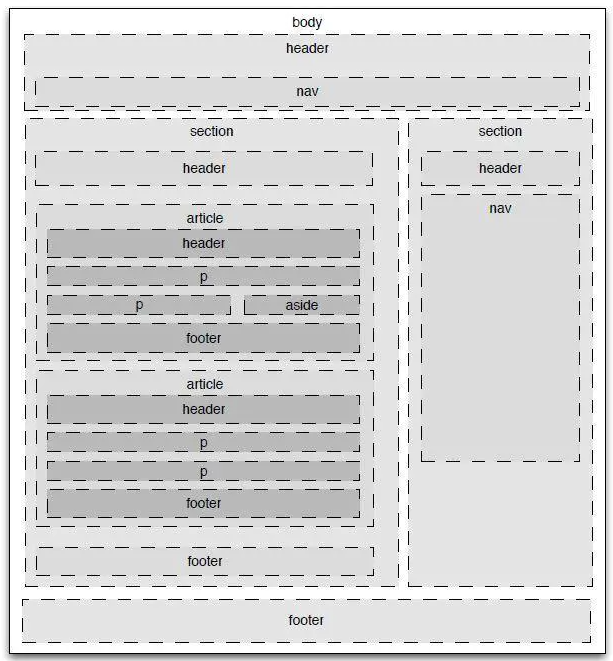 body
header
nav
section
header
article
header
p
p
aside
footer
article
header
p
p
footer
footer
section
header
nav
footer